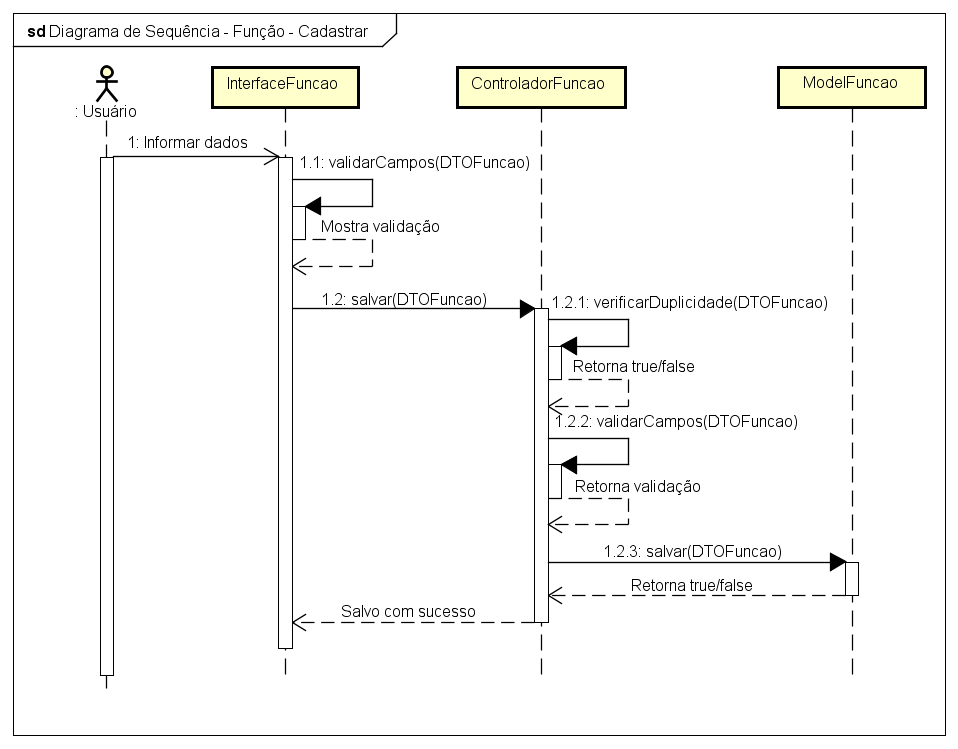 sd Diagrama de Sequência - Função - Cadastrar
InterfaceFuncao
ControladorFuncao
ModelFuncao
: Usuário
1: Informar dados
1.1: validarCampos(DTOFuncao)
Mostra validação
1.2: salvar(DTOFuncao)
1.2.1: verificarDuplicidade(DTOFuncao)
Retorna true/false
1.2.2: validarCampos(DTOFuncao)
Retorna validação
1.2.3: salvar(DTOFuncao)
Retorna true/false
Salvo com sucesso